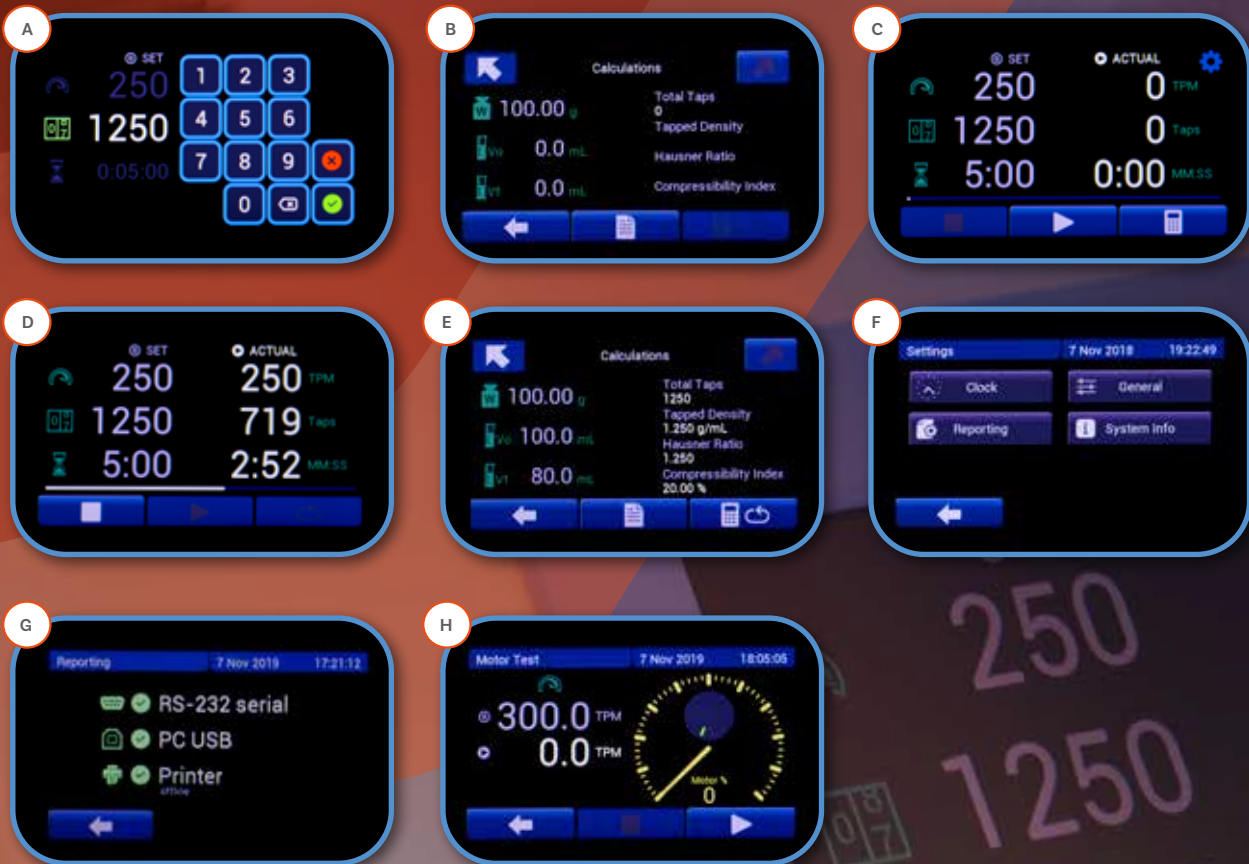 A
SET
250
1250
0:05:00
1 2 3
4 5 6
7 8 9
0
B
Calculations
W 100.00 g
Vo 0.0 mL
Vf 0.0 mL
Total Taps
0
Tapped Density
Hausner Ratio
Compressibility Index
C
SET ACTUAL
250 0 TPM
1250 0 Taps
5:00 0:00 MM:SS
D
SET ACTUAL
250 250 TPM
1250 719 Taps
5:00 2:52 MM:SS
E
Calculations
W 100.00 g
Vo 100.0 mL
Vf 80.0 mL
Total Taps
1250
Tapped Density
1.250 g/mL
Hausner Ratio
1.250
Compressibility Index
20.00 %
F
Settings 7 Nov 2018 19:22:49
Clock General
Reporting System Info
G
Reporting 7 Nov 2019 17:21:12
RS-232 serial
PC USB
Printer
offline
H
Motor Test 7 Nov 2019 18:05:05
300.0 TPM
0.0 TPM
Motor %
0
250
1250